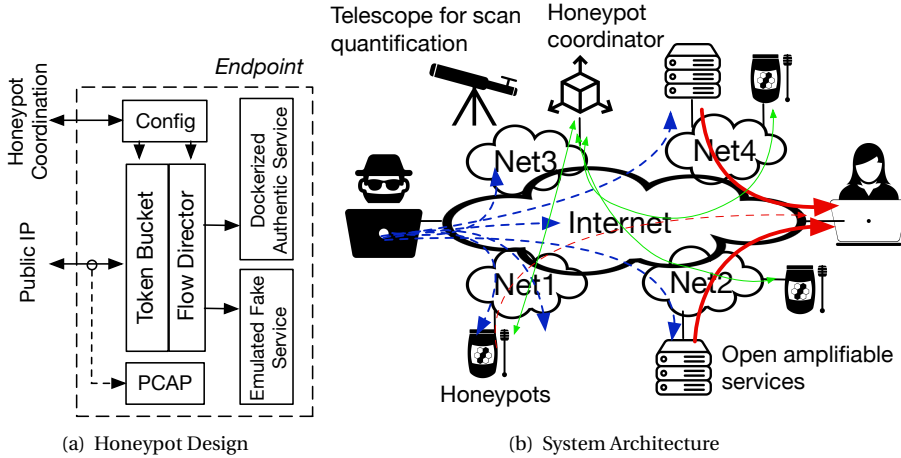 Endpoint
Honeypot
Coordination
Config
Public IP
Token Bucket
Flow Director
Dockerized
Authentic Service
Emulated Fake
Service
PCAP
(a) Honeypot Design
Telescope for scan
quantification
Honeypot
coordinator
Net3
Net4
Internet
Net1
Net2
Honeypots
Open amplifiable
services
(b) System Architecture